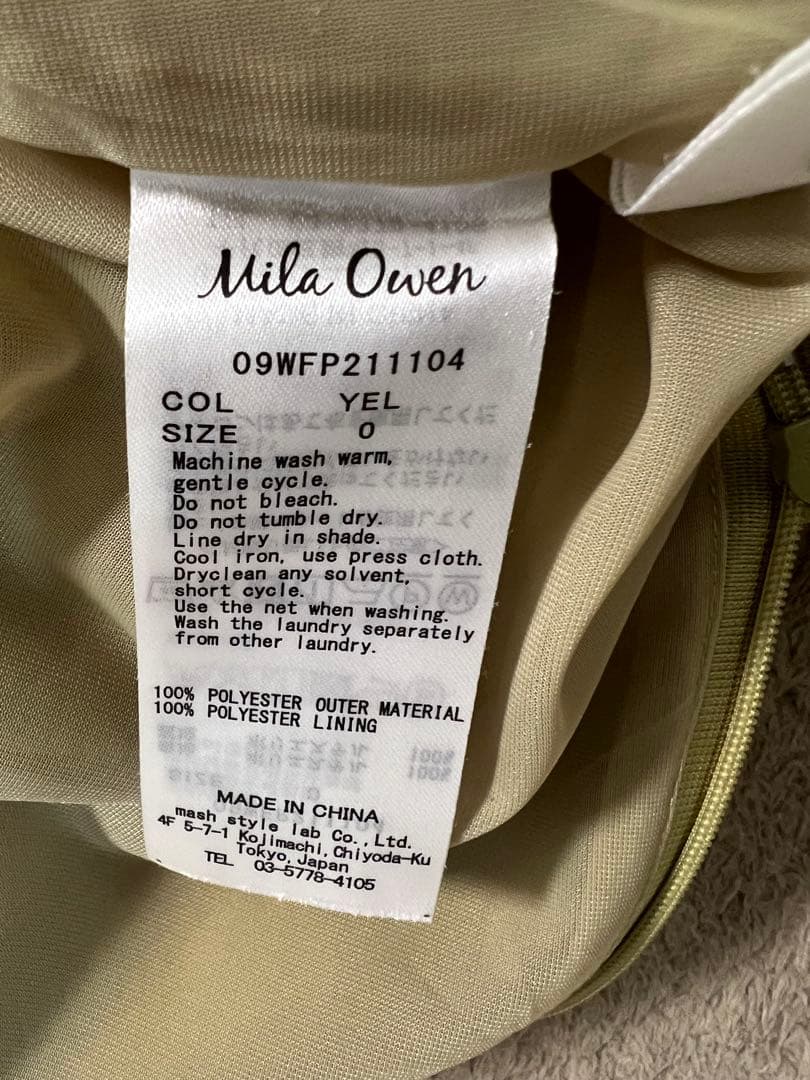 Mila Owen
09WFP211104
COL YEL
SIZE 0
Machine wash warm,
gentle cycle.
Do not bleach.
Do not tumble dry.
Line dry in shade.
Cool iron, use press cloth.
Dryclean any solvent,
short cycle.
Use the net when washing.
Wash the laundry separately
from other laundry.
100% POLYESTER OUTER MATERIAL
100% POLYESTER LINING
MADE IN CHINA
mash style lab Co., Ltd.
4F 5-7-1 Kojimachi, Chiyoda-Ku
Tokyo, Japan
TEL 03-5778-4105